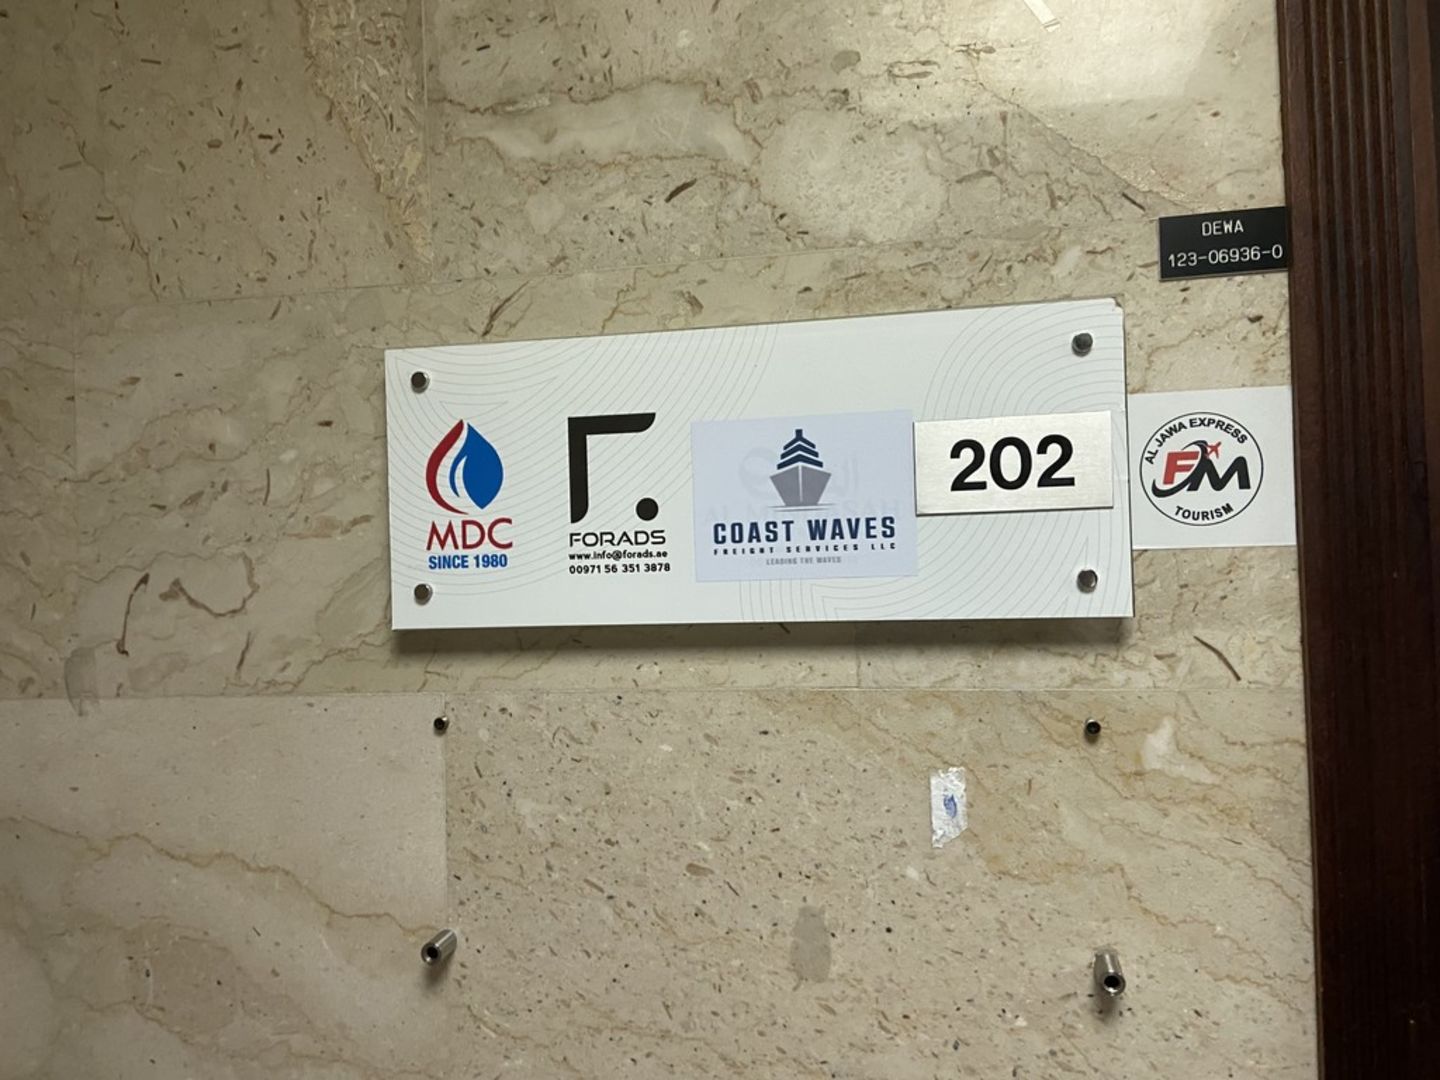 DEWA
123-06936-0
MDC
SINCE 1980
FORADS
www.info@forads.ae
00971 56 351 3878
COAST WAVES
FREIGHT SERVICES LLC
LEADING THE WAVES
202
AL JAWA EXPRESS
FM
TOURISM